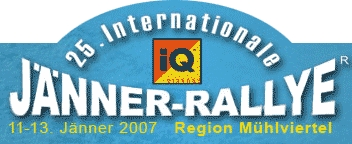 25. Internationale
iQ
JÄNNER-RALLYE®
11-13. Jänner 2007 Region Mühlviertel